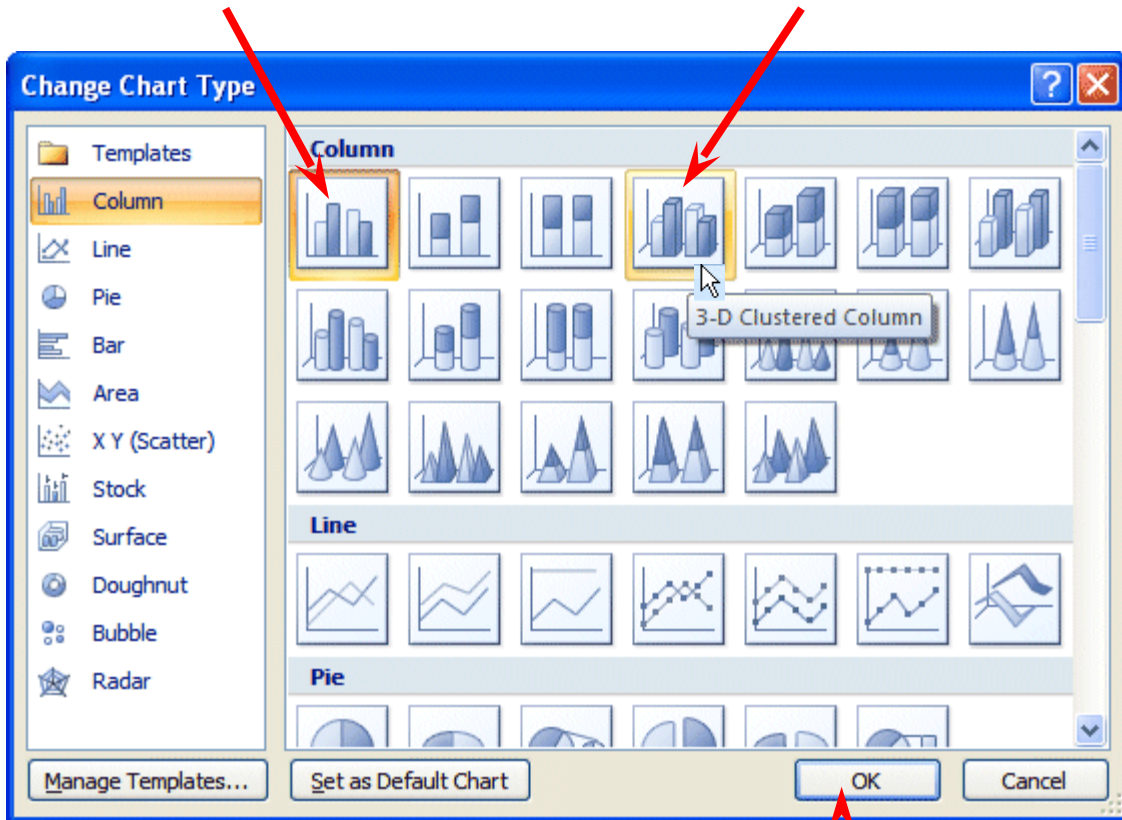 Change Chart Type
Templates
Column
Line
Pie
Bar
Area
X Y (Scatter)
Stock
Surface
Doughnut
Bubble
Radar
Column
3-D Clustered Column
Line
Pie
Manage Templates...
Set as Default Chart
OK
Cancel